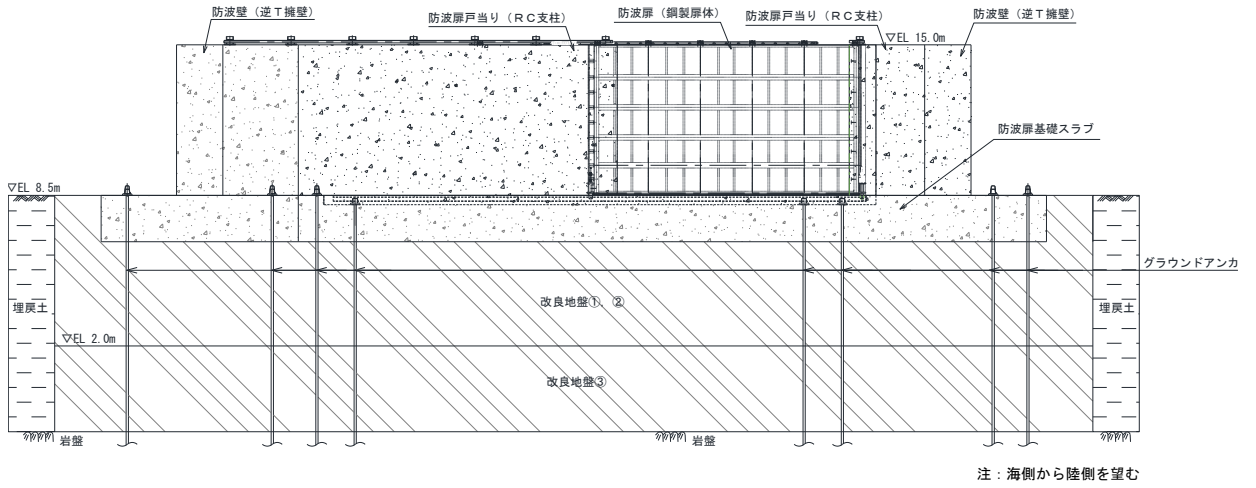 防波壁（逆Ｔ擁壁）
防波扉戸当り（ＲＣ支柱）
防波扉（鋼製扉体）
防波扉戸当り（ＲＣ支柱）
防波壁（逆Ｔ擁壁）
▽EL 15.0m
防波扉基礎スラブ
▽EL 8.5m
グラウンドアンカ
埋戻土
改良地盤①、②
埋戻土
▽EL 2.0m
改良地盤③
岩盤
岩盤
注：海側から陸側を望む